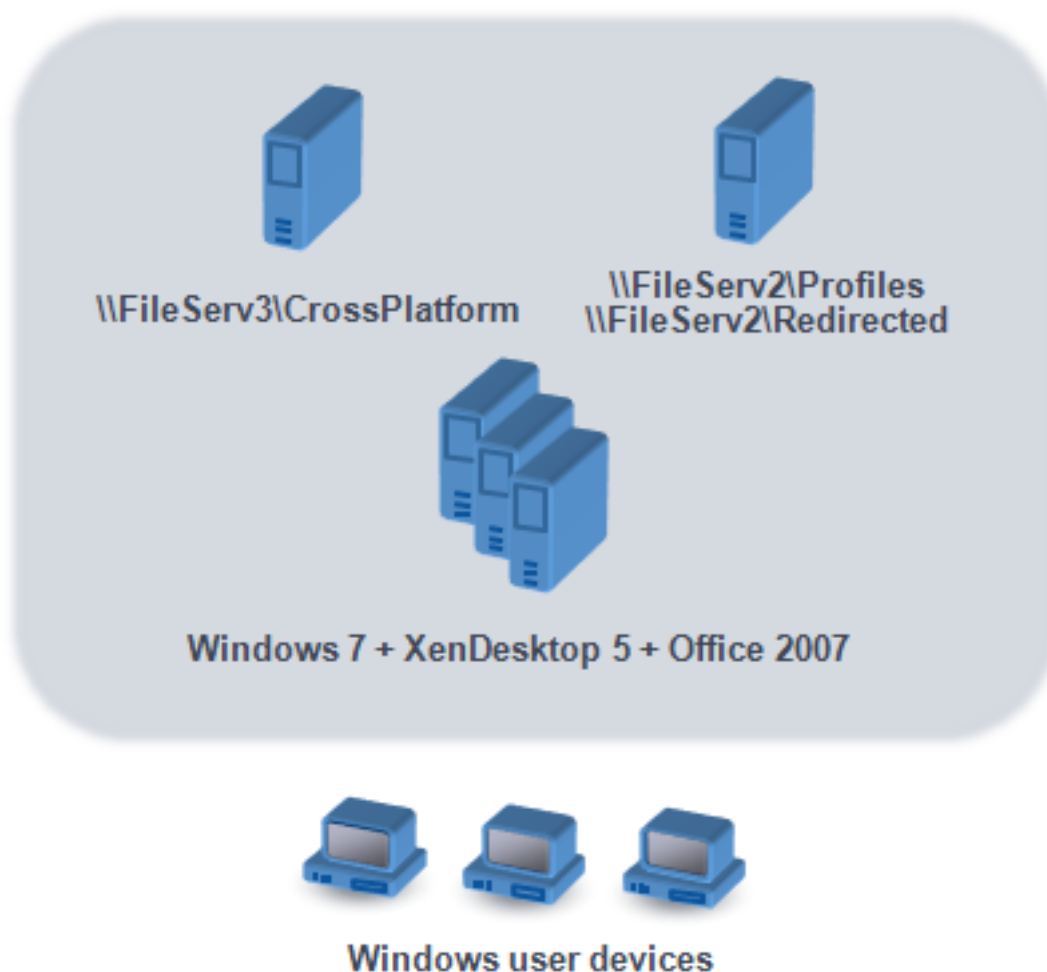 \\FileServ3\CrossPlatform
\\FileServ2\Profiles
\\FileServ2\Redirected
Windows 7 + XenDesktop 5 + Office 2007
Windows user devices